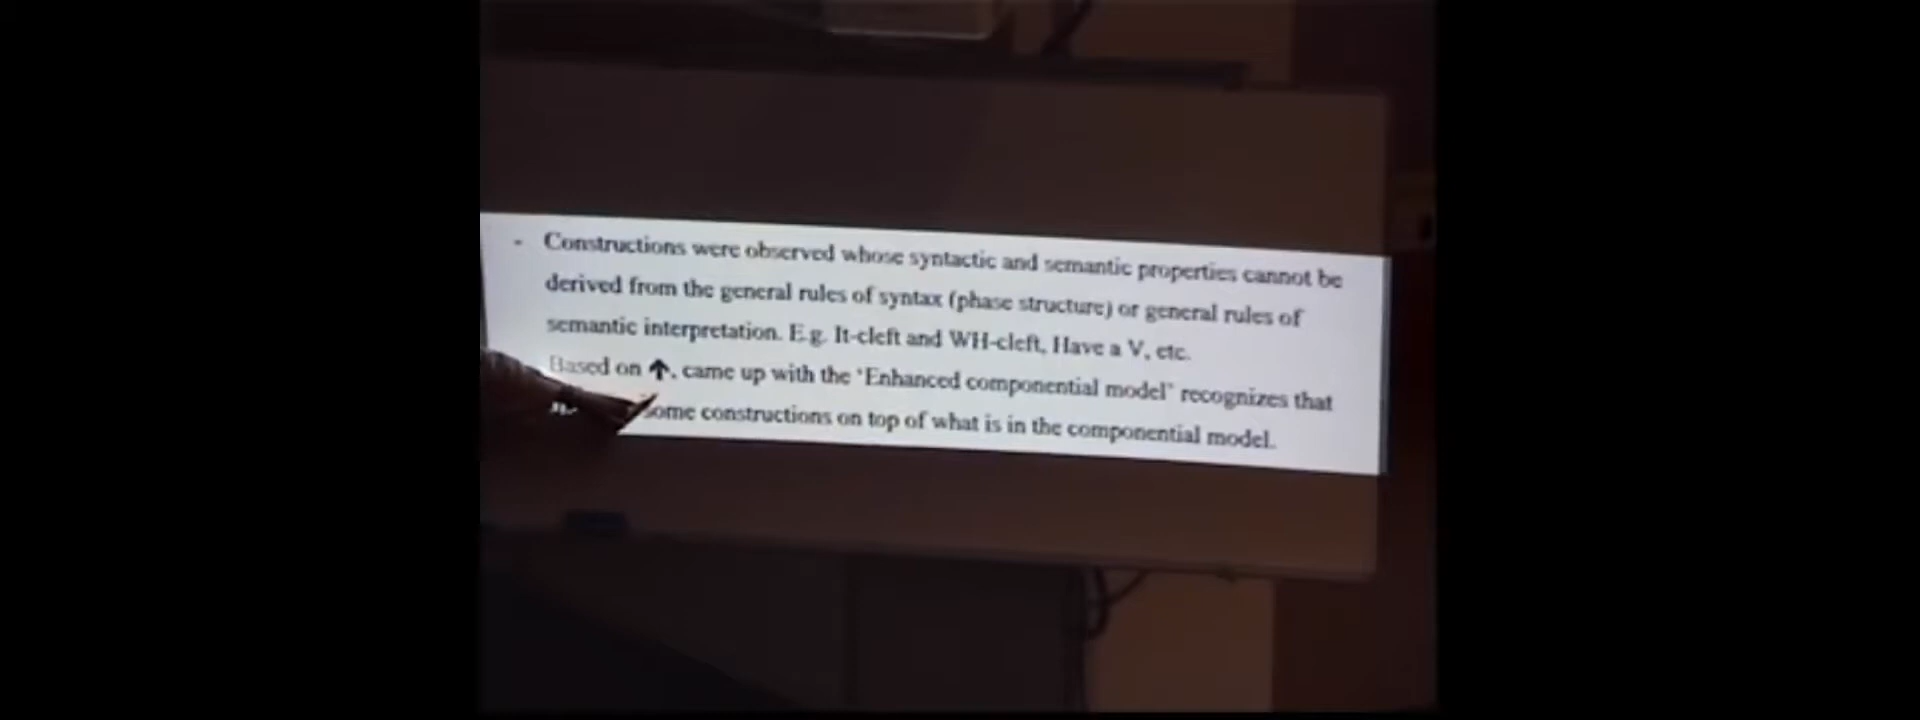 - Constructions were observed whose syntactic and semantic properties cannot be
derived from the general rules of syntax (phase structure) or general rules of
semantic interpretation. E.g. It-cleft and WH-cleft, Have a V, etc.
Based on ↑, came up with the 'Enhanced componential model' recognizes that
some constructions on top of what is in the componential model.